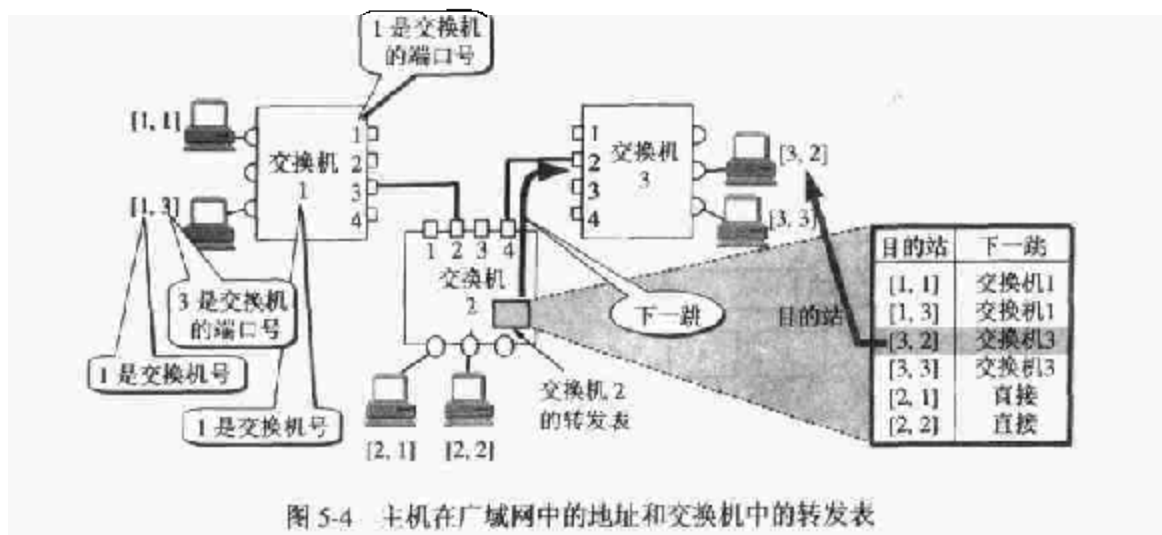 1 是交换机
的端口号
[1, 1]
交换机
1
1
2
3
4
[1, 3]
3 是交换机
的端口号
1 是交换机号
1 是交换机号
1
2
3
4
交换机
3
[3, 2]
[3, 3]
1 2 3 4
交换机
2
下一跳
目的站
[2, 1]
[2, 2]
交换机 2
的转发表
目的站 下一跳
[1, 1] 交换机1
[1, 3] 交换机1
[3, 2] 交换机3
[3, 3] 交换机3
[2, 1] 直接
[2, 2] 直接
图 5-4 主机在广域网中的地址和交换机中的转发表